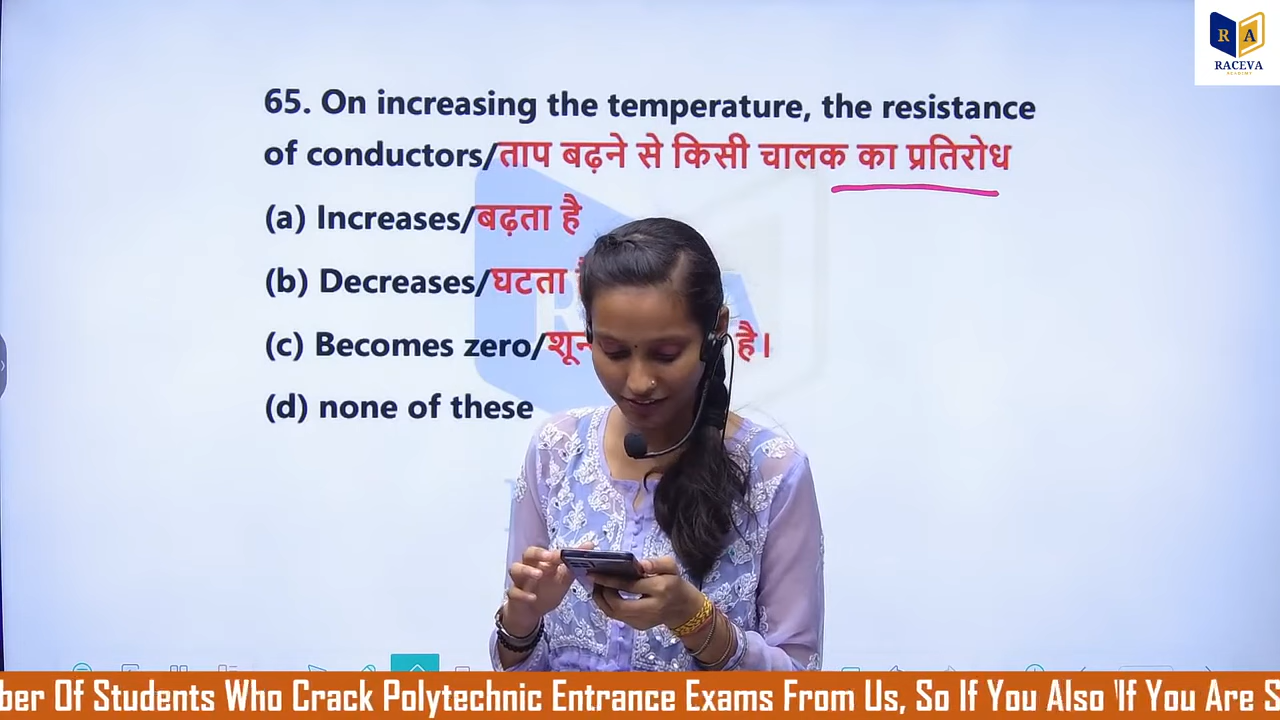 RA
RACEVA
ACADEMY
65. On increasing the temperature, the resistance
of conductors/ताप बढ़ने से किसी चालक का प्रतिरोध
(a) Increases/बढ़ता है
(b) Decreases/घटता
(c) Becomes zero/ है।
(d) none of these
Of Students Who Crack Polytechnic Entrance Exams From Us, So If You Also 'If You Are